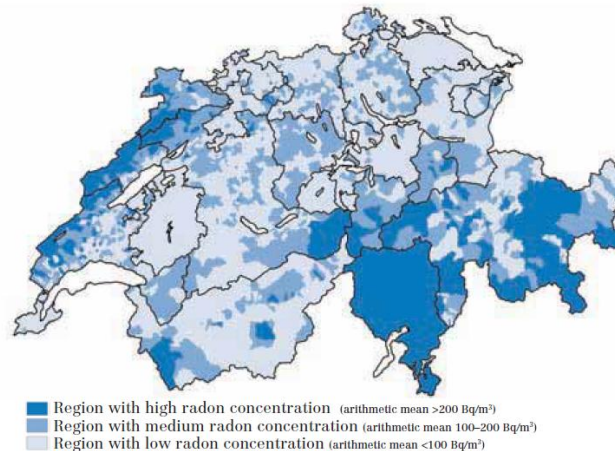 Region with high radon concentration (arithmetic mean >200 Bq/m³)
Region with medium radon concentration (arithmetic mean 100–200 Bq/m³)
Region with low radon concentration (arithmetic mean <100 Bq/m³)